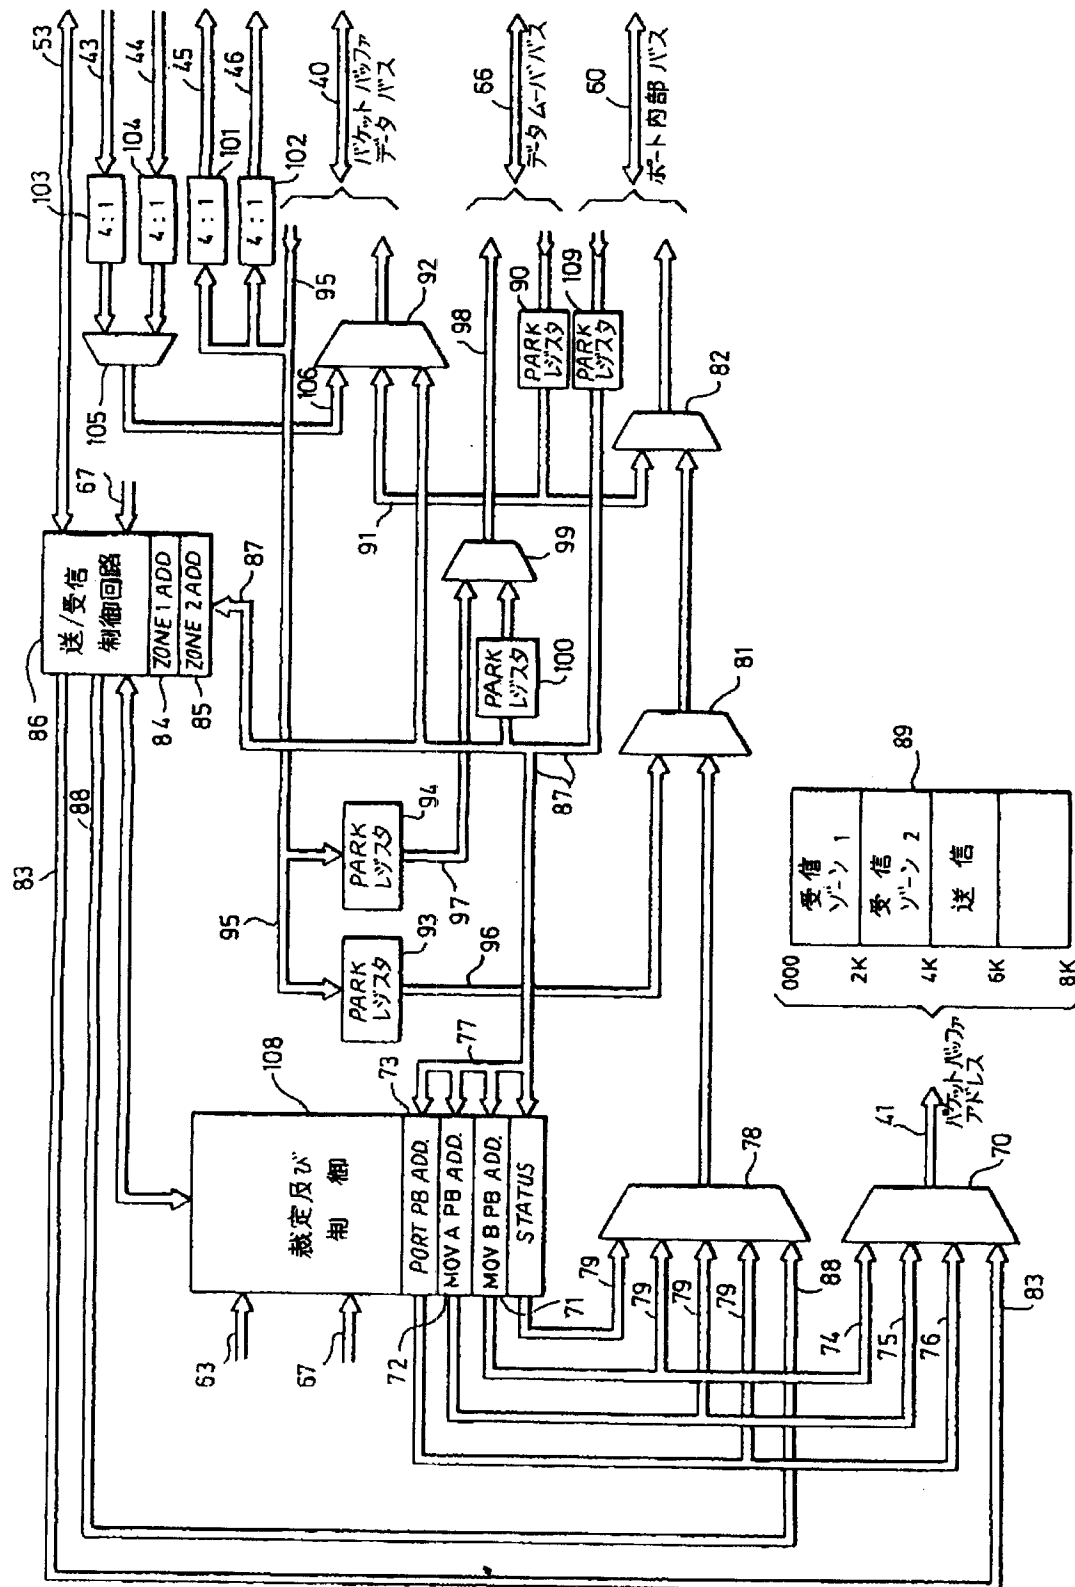 53
43
44
45
46
103
104
101
102
4:1
4:1
4:1
4:1
105
106
95
92
40
パケット バッファ
データ バス
66
データ ムーバ バス
60
ポート内部 バス
98
90
109
PARK
レジスタ
PARK
レジスタ
82
67
86
送/受信
制御回路
ZONE 1 ADD
ZONE 2 ADD
84
85
87
91
99
PARK
レジスタ
100
81
83
88
95
PARK
レジスタ
94
97
PARK
レジスタ
93
96
87
108
裁定及び
制 御
73
77
PORT PB ADD.
MOV A PB ADD.
MOV B PB ADD.
STATUS
63
67
72
71
79
79
79
79
88
78
74
75
76
83
70
41
パケットバッファ
アドレス
89
000
2K
4K
6K
8K
受信
ゾーン 1
受信
ゾーン 2
送信